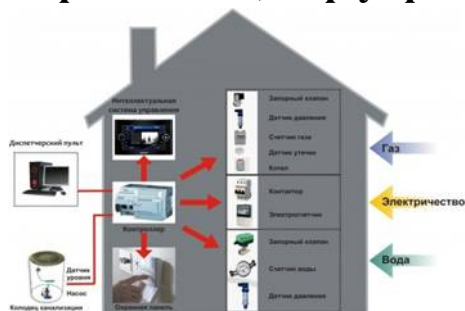 Интеллектуальная
система управления
Диспетчерский пульт
Контроллер
Датчик
уровня
Насос
Колодец канализации
Охранная панель
Запорный клапан
Датчик давления
Счетчик газа
Датчик утечки
Котел
Контактор
Электросчетчик
Запорный клапан
Счетчик воды
Датчик давления
Газ
Электричество
Вода